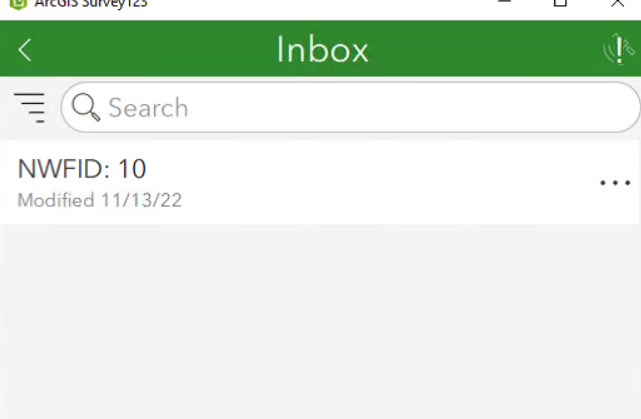 ArcGIS Survey123
Inbox
Search
NWFID: 10
Modified 11/13/22